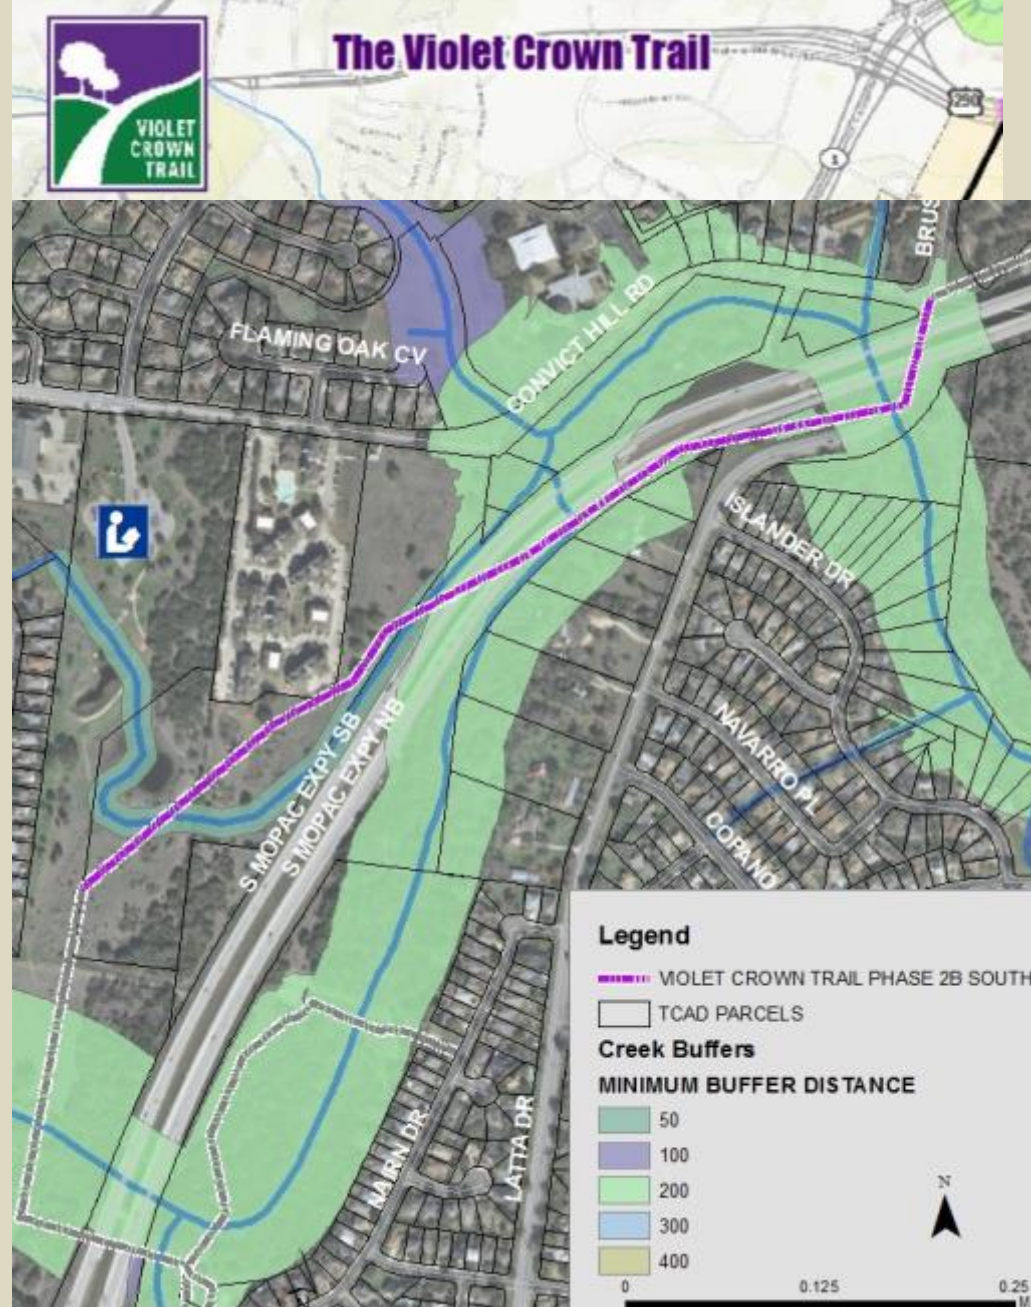 The Violet Crown Trail
VIOLET
CROWN
TRAIL
290
1
BRUS
CONVICT HILL RD
FLAMING OAK CV
ISLANDER DR
NAVARRO PL
COPANO
S MOPAC EXPY SB
S MOPAC EXPY NB
NAIRN DR
LATTA DR
Legend
VIOLET CROWN TRAIL PHASE 2B SOUTH
TCAD PARCELS
Creek Buffers
MINIMUM BUFFER DISTANCE
50
100
200
300
400
N
0 0.125 0.25